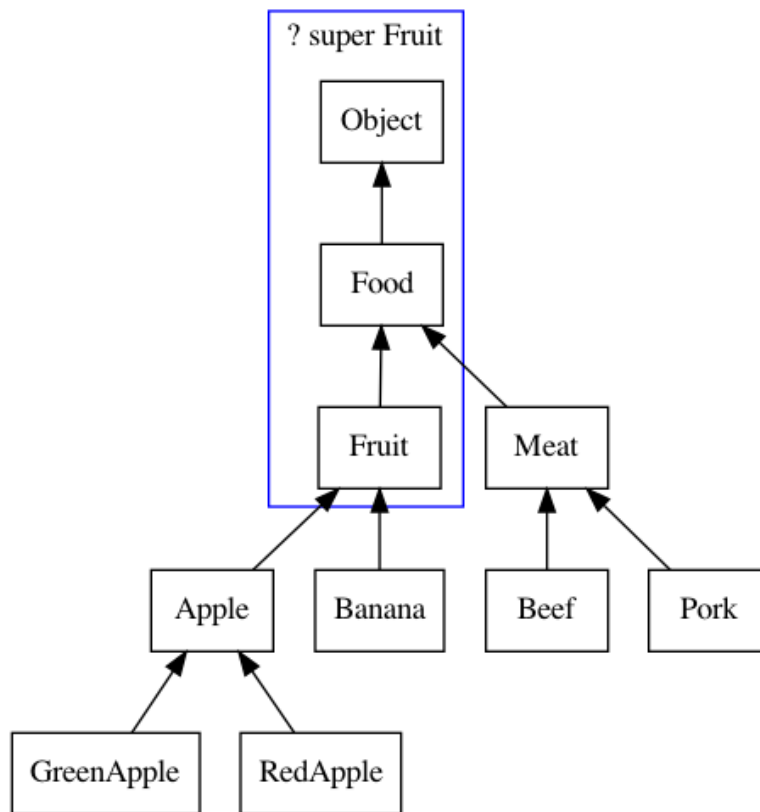 ? super Fruit
Object
Food
Fruit
Meat
Apple
Banana
Beef
Pork
GreenApple
RedApple